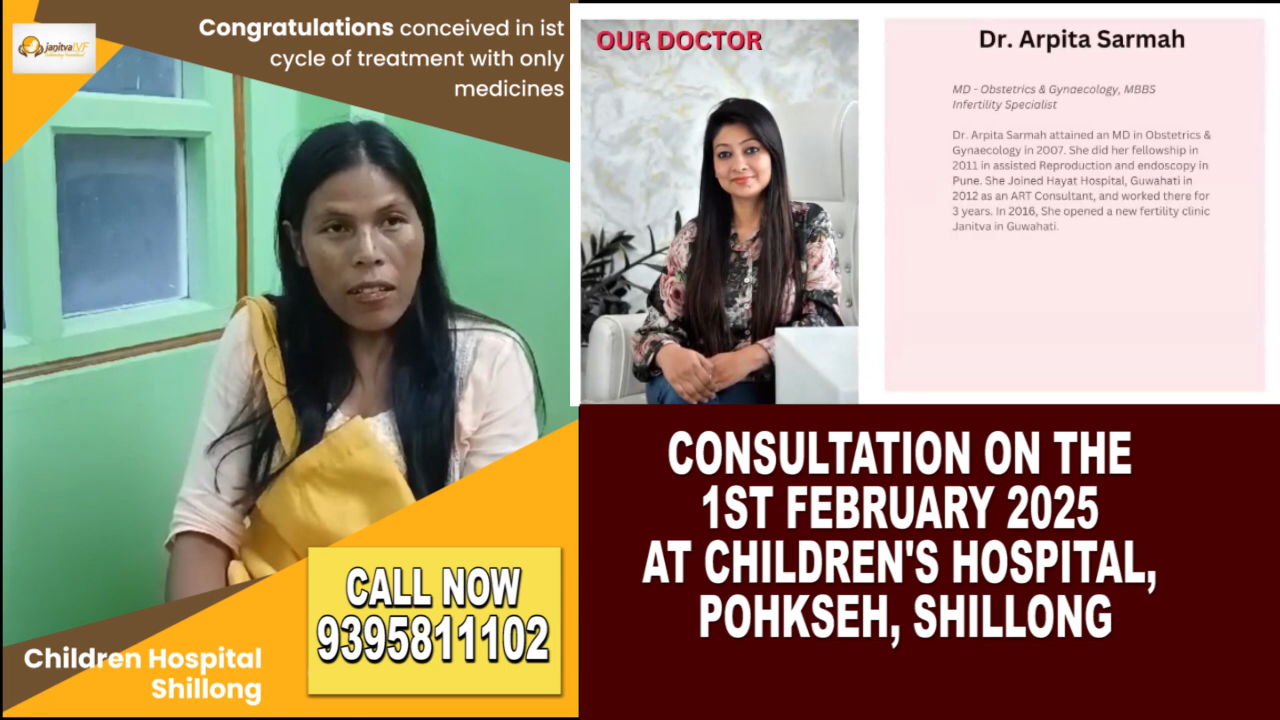 janitvaIVF
Congratulations conceived in ist
cycle of treatment with only
medicines
Children Hospital
Shillong
CALL NOW
9395811102
OUR DOCTOR
Dr. Arpita Sarmah
MD - Obstetrics & Gynaecology, MBBS
Infertility Specialist
Dr. Arpita Sarmah attained an MD in Obstetrics &
Gynaecology in 2007. She did her fellowship in
2011 in assisted Reproduction and endoscopy in
Pune. She Joined Hayat Hospital, Guwahati in
2012 as an ART Consultant, and worked there for
3 years. In 2016, She opened a new fertility clinic
Janitva in Guwahati.
CONSULTATION ON THE
1ST FEBRUARY 2025
AT CHILDREN'S HOSPITAL,
POHKSEH, SHILLONG